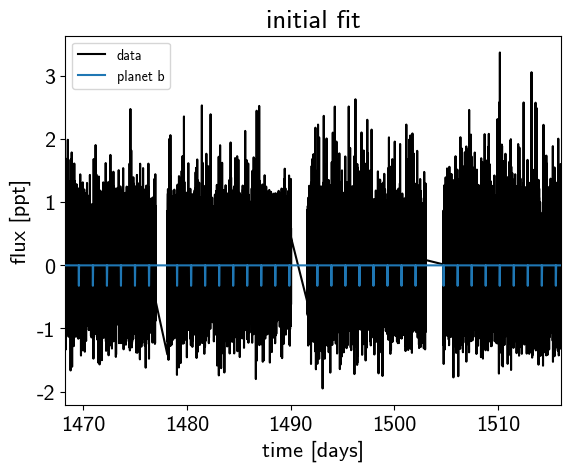 initial fit
data
planet b
flux [ppt]
3
2
1
0
-1
-2
1470 1480 1490 1500 1510
time [days]